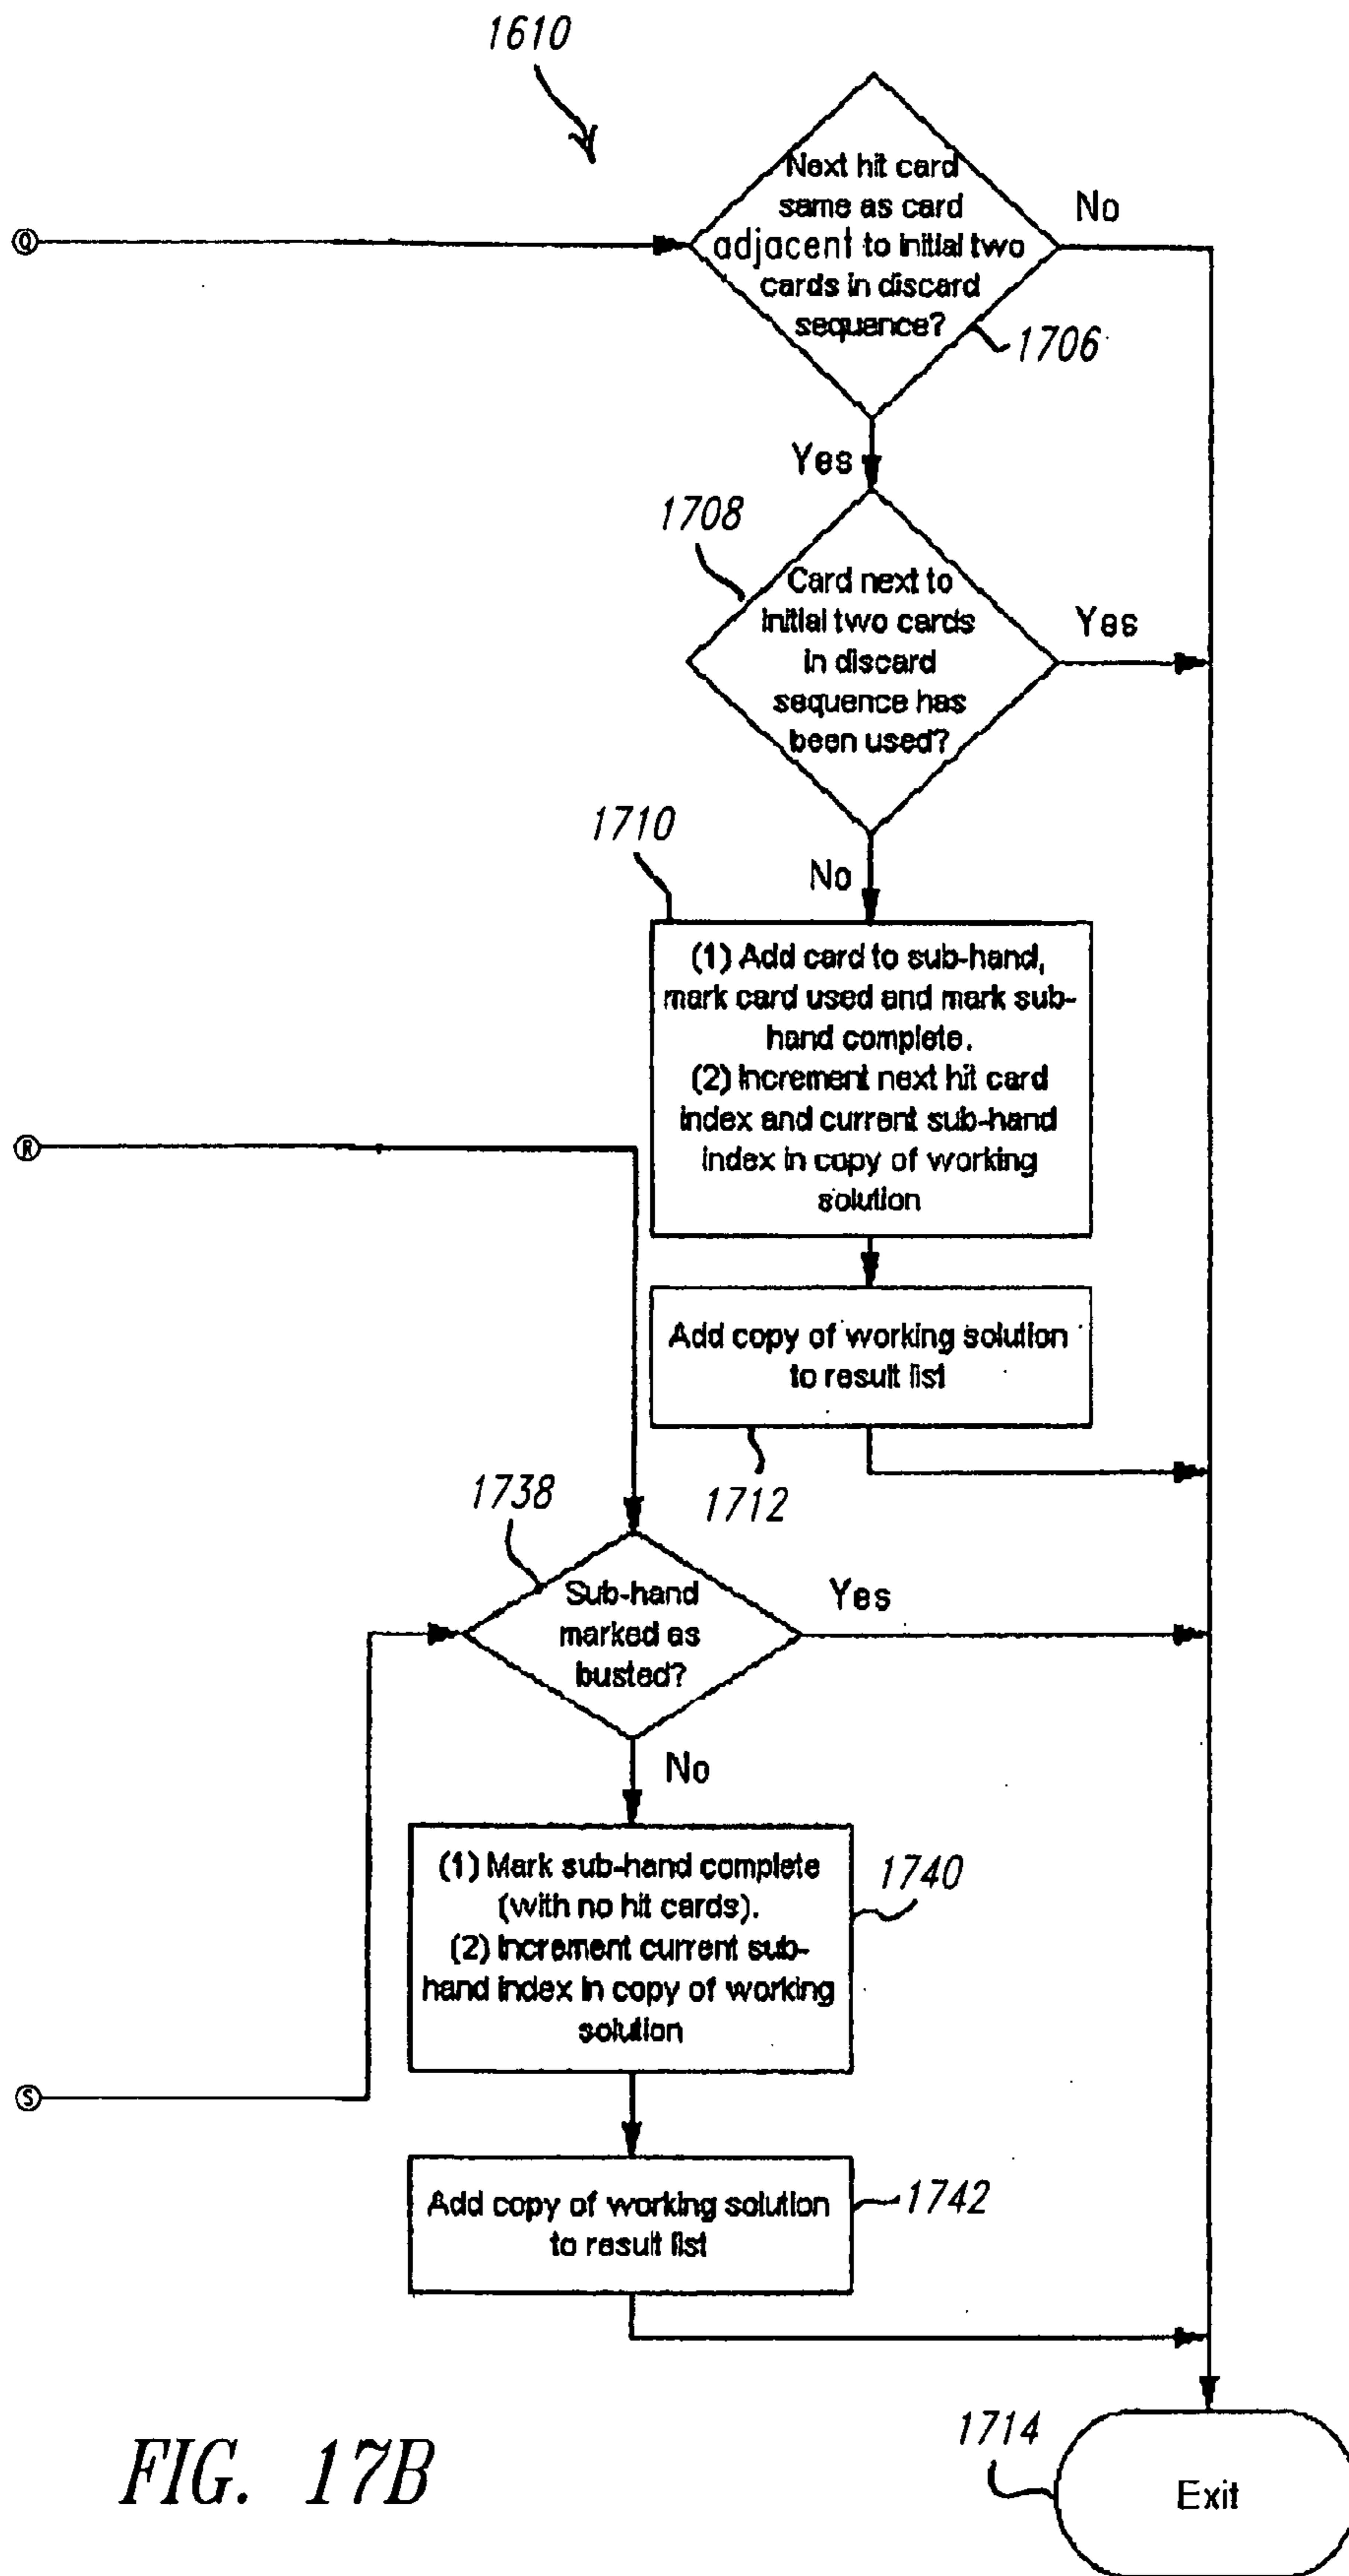 1610
Next hit card
same as card
adjacent to initial two
cards in discard
sequence?
No
Q
1706
Yes
1708
Card next to
initial two cards
in discard
sequence has
been used?
Yes
1710
No
(1) Add card to sub-hand,
mark card used and mark sub-
hand complete.
(2) Increment next hit card
index and current sub-hand
index in copy of working
solution
R
Add copy of working solution
to result list
1712
1738
Sub-hand
marked as
busted?
Yes
No
(1) Mark sub-hand complete
(with no hit cards).
(2) Increment current sub-
hand index in copy of working
solution
1740
S
Add copy of working solution
to result list
1742
1714
Exit
FIG. 17B